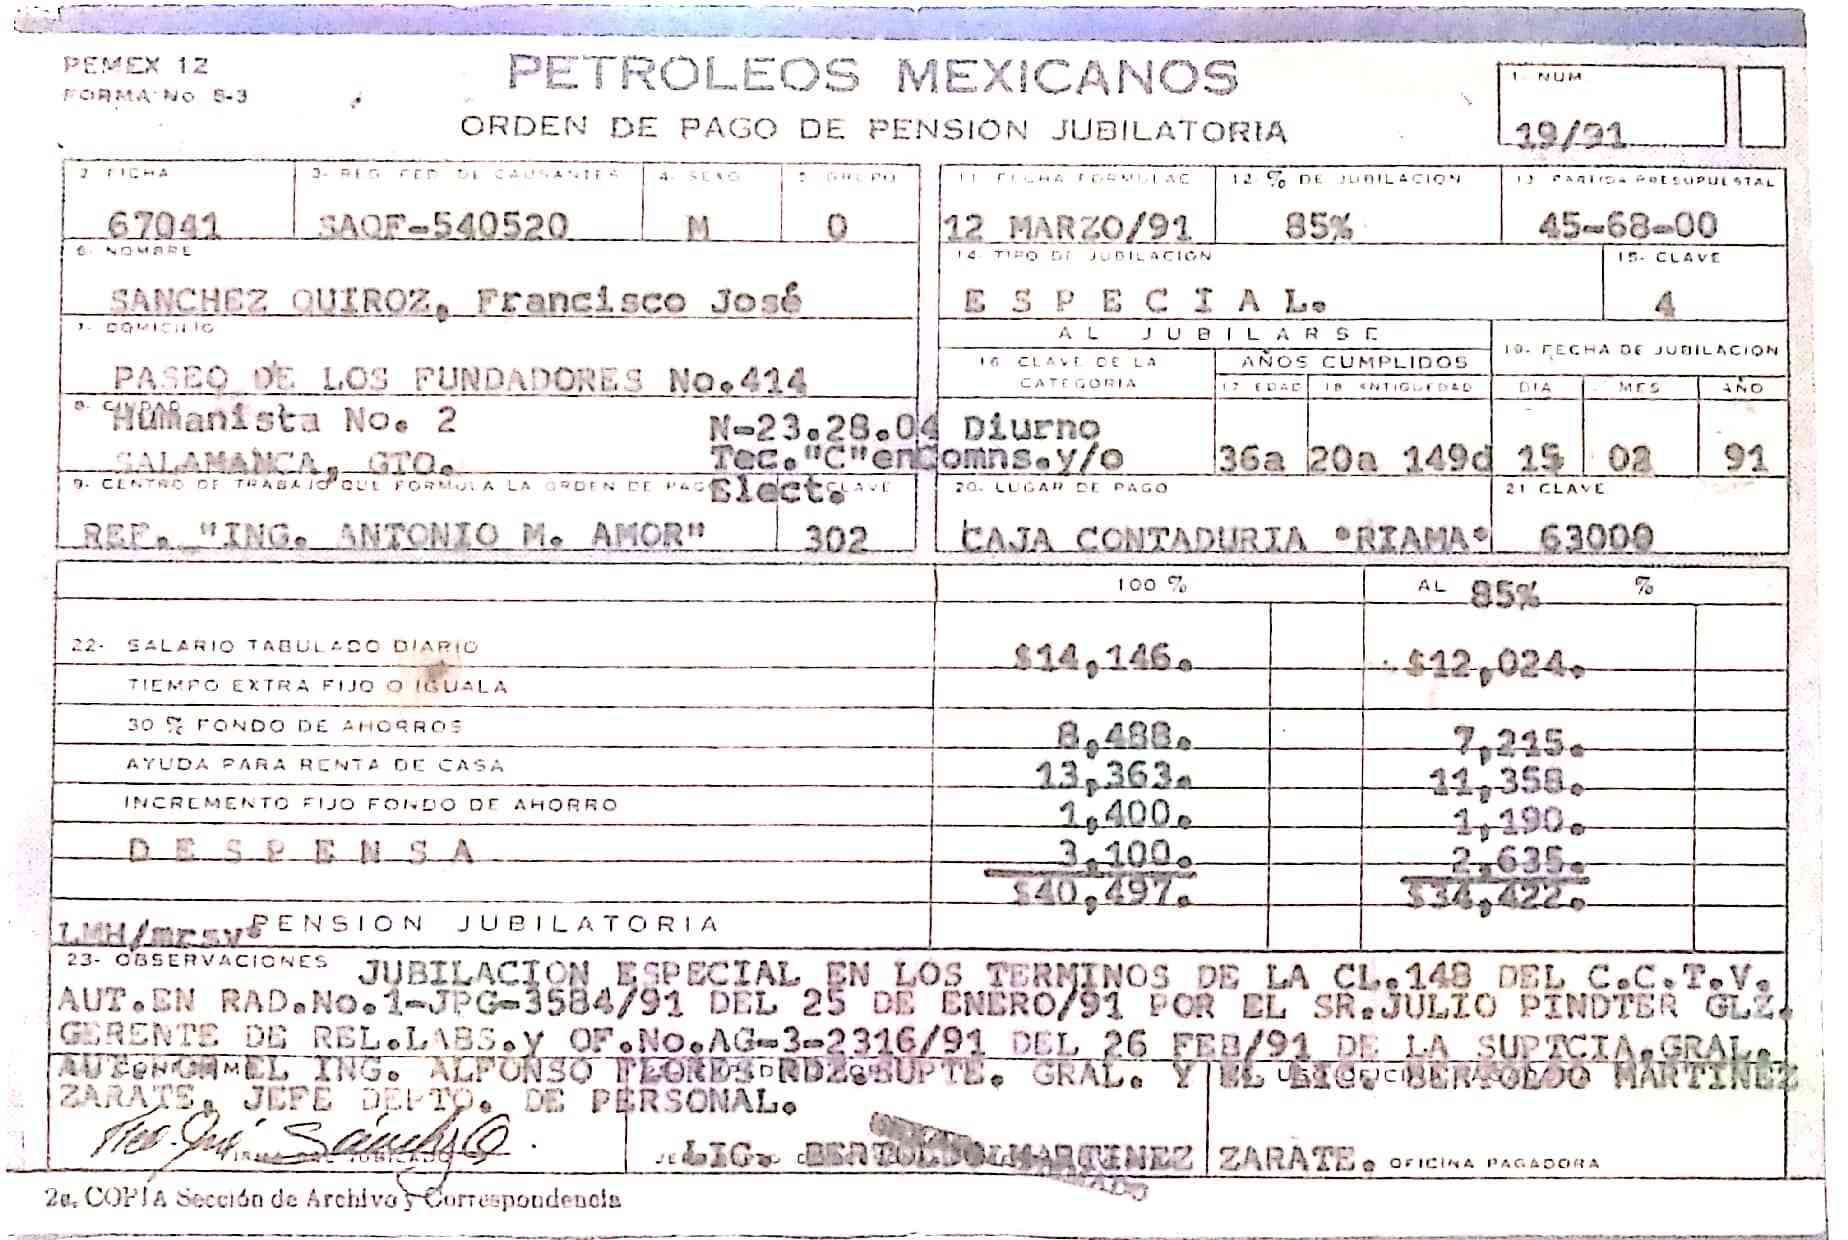 PEMEX 12
FORMA No 8-3
PETROLEOS MEXICANOS
ORDEN DE PAGO DE PENSION JUBILATORIA
1- NUM
19/91
2- FICHA 3- REG. FED. DE CAUSANTES 4- SEXO 5- GRUPO
67041 SAQF-540520 M 0
6- NOMBRE
SANCHEZ QUIROZ, Francisco José
7- DOMICILIO
PASEO DE LOS FUNDADORES No.414
Humanista No. 2
SALAMANCA, GTO.
N-23.28.04 Diurno
Tec."C"enComns.y/o
Elect.
9- CENTRO DE TRABAJO QUE FORMULA LA ORDEN DE PAGO CLAVE
REF. "ING. ANTONIO M. AMOR" 302
11- FECHA FORMULAC 12- % DE JUBILACION 13- PARTIDA PRESUPUESTAL
12 MARZO/91 85% 45-68-00
14- TIPO DE JUBILACION 15- CLAVE
E S P E C I A L. 4
AL JUBILARSE
16- CLAVE DE LA CATEGORIA AÑOS CUMPLIDOS 19- FECHA DE JUBILACION
17- EDAD 18- ANTIGUEDAD DIA MES AÑO
36a 20a 149d 15 02 91
20- LUGAR DE PAGO 21 CLAVE
CAJA CONTADURIA "RIAMA" 63000
100 % AL 85% %
22- SALARIO TABULADO DIARIO $14,146. $12,024.
TIEMPO EXTRA FIJO O IGUALA
30 % FONDO DE AHORROS 8,488. 7,215.
AYUDA PARA RENTA DE CASA 13,363. 11,358.
INCREMENTO FIJO FONDO DE AHORRO 1,400. 1,190.
D E S P E N S A 3,100. 2,635.
$40,497. $34,422.
LMH/mrsv PENSION JUBILATORIA
23- OBSERVACIONES JUBILACION ESPECIAL EN LOS TERMINOS DE LA CL.148 DEL C.C.T.V.
AUT.EN RAD.No.1-JPG-3584/91 DEL 25 DE ENERO/91 POR EL SR.JULIO PINDTER GLZ.
GERENTE DE REL.LABS.y OF.No.AG-3-2316/91 DEL 26 FEB/91 DE LA SUPTCIA.GRAL.
EL ING. ALFONSO FLORES RDZ.SUPTE. GRAL. Y EL LIC. BERTOLDO MARTINEZ
ZARATE, JEFE DEPTO. DE PERSONAL.
LIC. BERTOLDO MARTINEZ ZARATE. OFICINA PAGADORA
2a. COPIA Sección de Archivo y Correspondencia